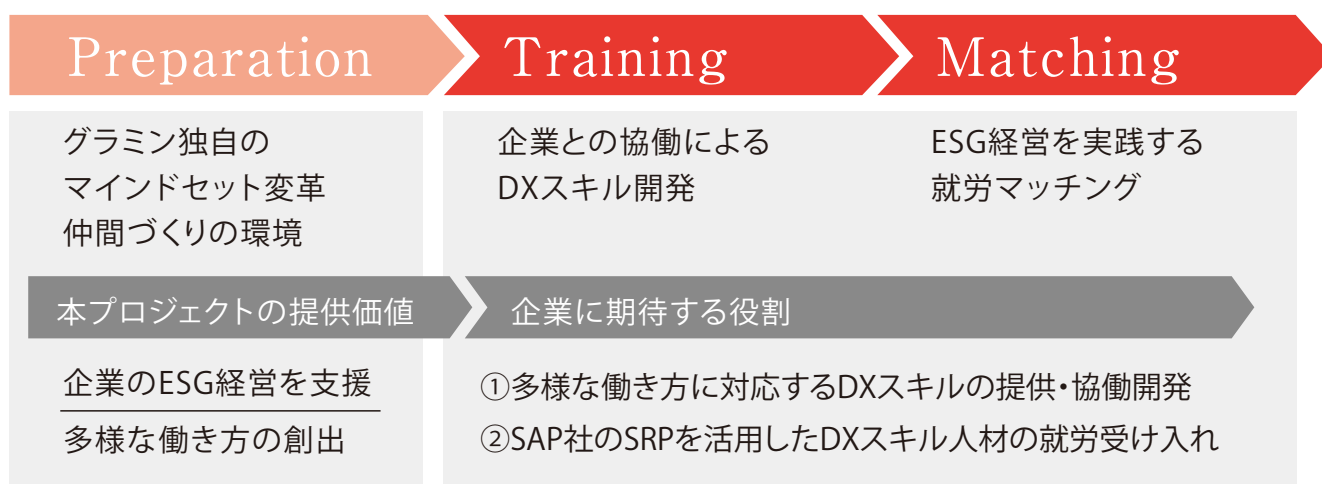 Preparation
Training
Matching
グラミン独自の
マインドセット変革
仲間づくりの環境
企業との協働による
DXスキル開発
ESG経営を実践する
就労マッチング
本プロジェクトの提供価値
企業に期待する役割
企業のESG経営を支援
多様な働き方の創出
①多様な働き方に対応するDXスキルの提供・協働開発
②SAP社のSRPを活用したDXスキル人材の就労受け入れ